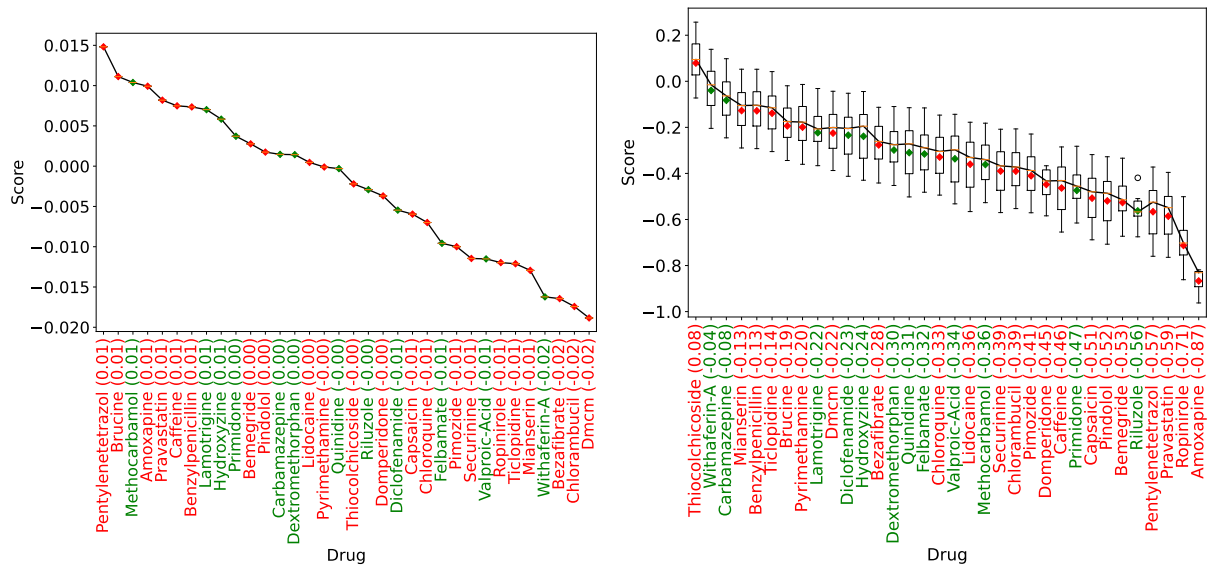 0.015
0.010
0.005
0.000
−0.005
−0.010
−0.015
−0.020
Score
Pentylenetetrazol (0.01)
Brucine (0.01)
Methocarbamol (0.01)
Amoxapine (0.01)
Pravastatin (0.01)
Caffeine (0.01)
Benzylpenicillin (0.01)
Lamotrigine (0.01)
Hydroxyzine (0.01)
Primidone (0.00)
Bemegride (0.00)
Pindolol (0.00)
Carbamazepine (0.00)
Dextromethorphan (0.00)
Lidocaine (0.00)
Pyrimethamine (-0.00)
Quinidine (-0.00)
Thiocolchicoside (-0.00)
Riluzole (-0.00)
Domperidone (-0.00)
Diclofenamide (-0.01)
Capsaicin (-0.01)
Chloroquine (-0.01)
Felbamate (-0.01)
Pimozide (-0.01)
Securinine (-0.01)
Valproic-Acid (-0.01)
Ropinirole (-0.01)
Ticlopidine (-0.01)
Mianserin (-0.01)
Withaferin-A (-0.02)
Bezafibrate (-0.02)
Chlorambucil (-0.02)
Dmcm (-0.02)
Drug
0.2
0.0
−0.2
−0.4
−0.6
−0.8
−1.0
Score
Thiocolchicoside (0.08)
Withaferin-A (-0.04)
Carbamazepine (-0.08)
Mianserin (-0.13)
Benzylpenicillin (-0.13)
Ticlopidine (-0.14)
Brucine (-0.19)
Pyrimethamine (-0.20)
Lamotrigine (-0.22)
Dmcm (-0.22)
Diclofenamide (-0.23)
Hydroxyzine (-0.24)
Bezafibrate (-0.28)
Dextromethorphan (-0.30)
Quinidine (-0.31)
Felbamate (-0.32)
Chloroquine (-0.33)
Valproic-Acid (-0.34)
Lidocaine (-0.36)
Methocarbamol (-0.36)
Securinine (-0.39)
Chlorambucil (-0.39)
Pimozide (-0.41)
Domperidone (-0.45)
Caffeine (-0.46)
Primidone (-0.47)
Capsaicin (-0.51)
Pindolol (-0.52)
Bemegride (-0.53)
Riluzole (-0.56)
Pentylenetetrazol (-0.57)
Pravastatin (-0.59)
Ropinirole (-0.71)
Amoxapine (-0.87)
Drug